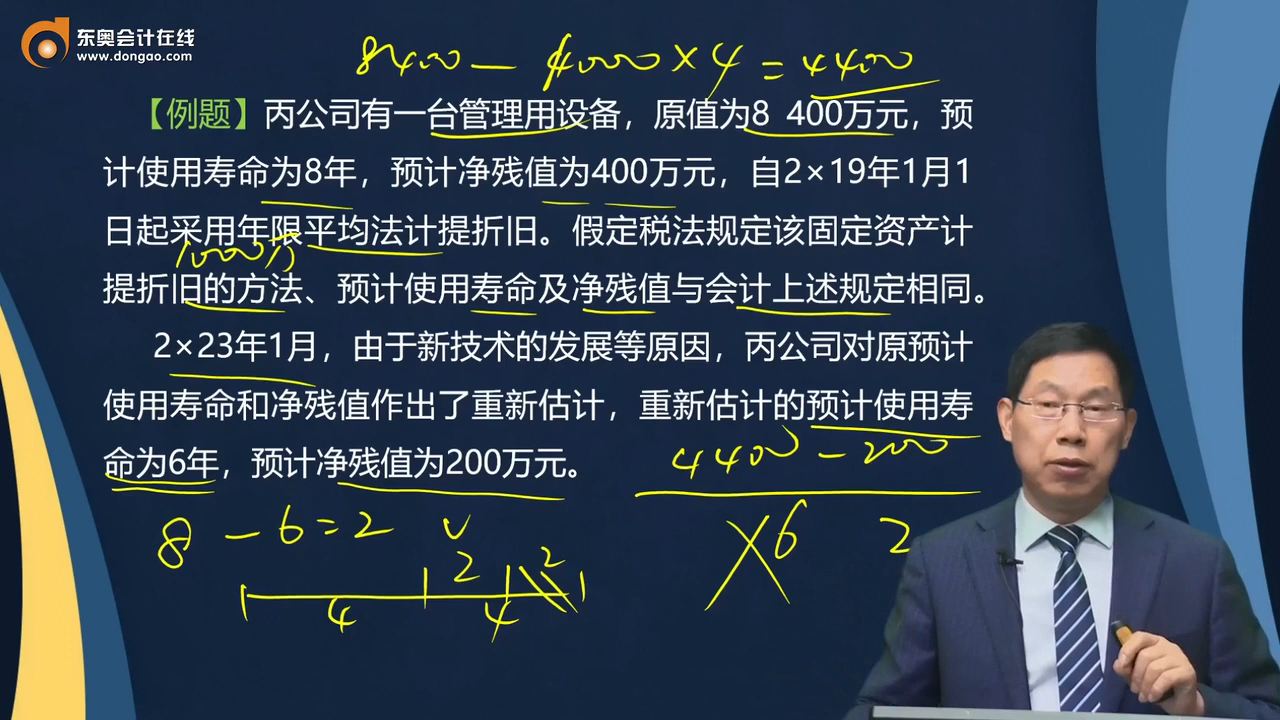 东奥会计在线
www.dongao.com
8400 - 1000 × 4 = 4400
【例题】丙公司有一台管理用设备，原值为8 400万元，预
计使用寿命为8年，预计净残值为400万元，自2×19年1月1
日起采用年限平均法计提折旧。假定税法规定该固定资产计
1000万
提折旧的方法、预计使用寿命及净残值与会计上述规定相同。
2×23年1月，由于新技术的发展等原因，丙公司对原预计
使用寿命和净残值作出了重新估计，重新估计的预计使用寿
命为6年，预计净残值为200万元。
4400 - 200
8 - 6 = 2
6 2
2 2
4 4